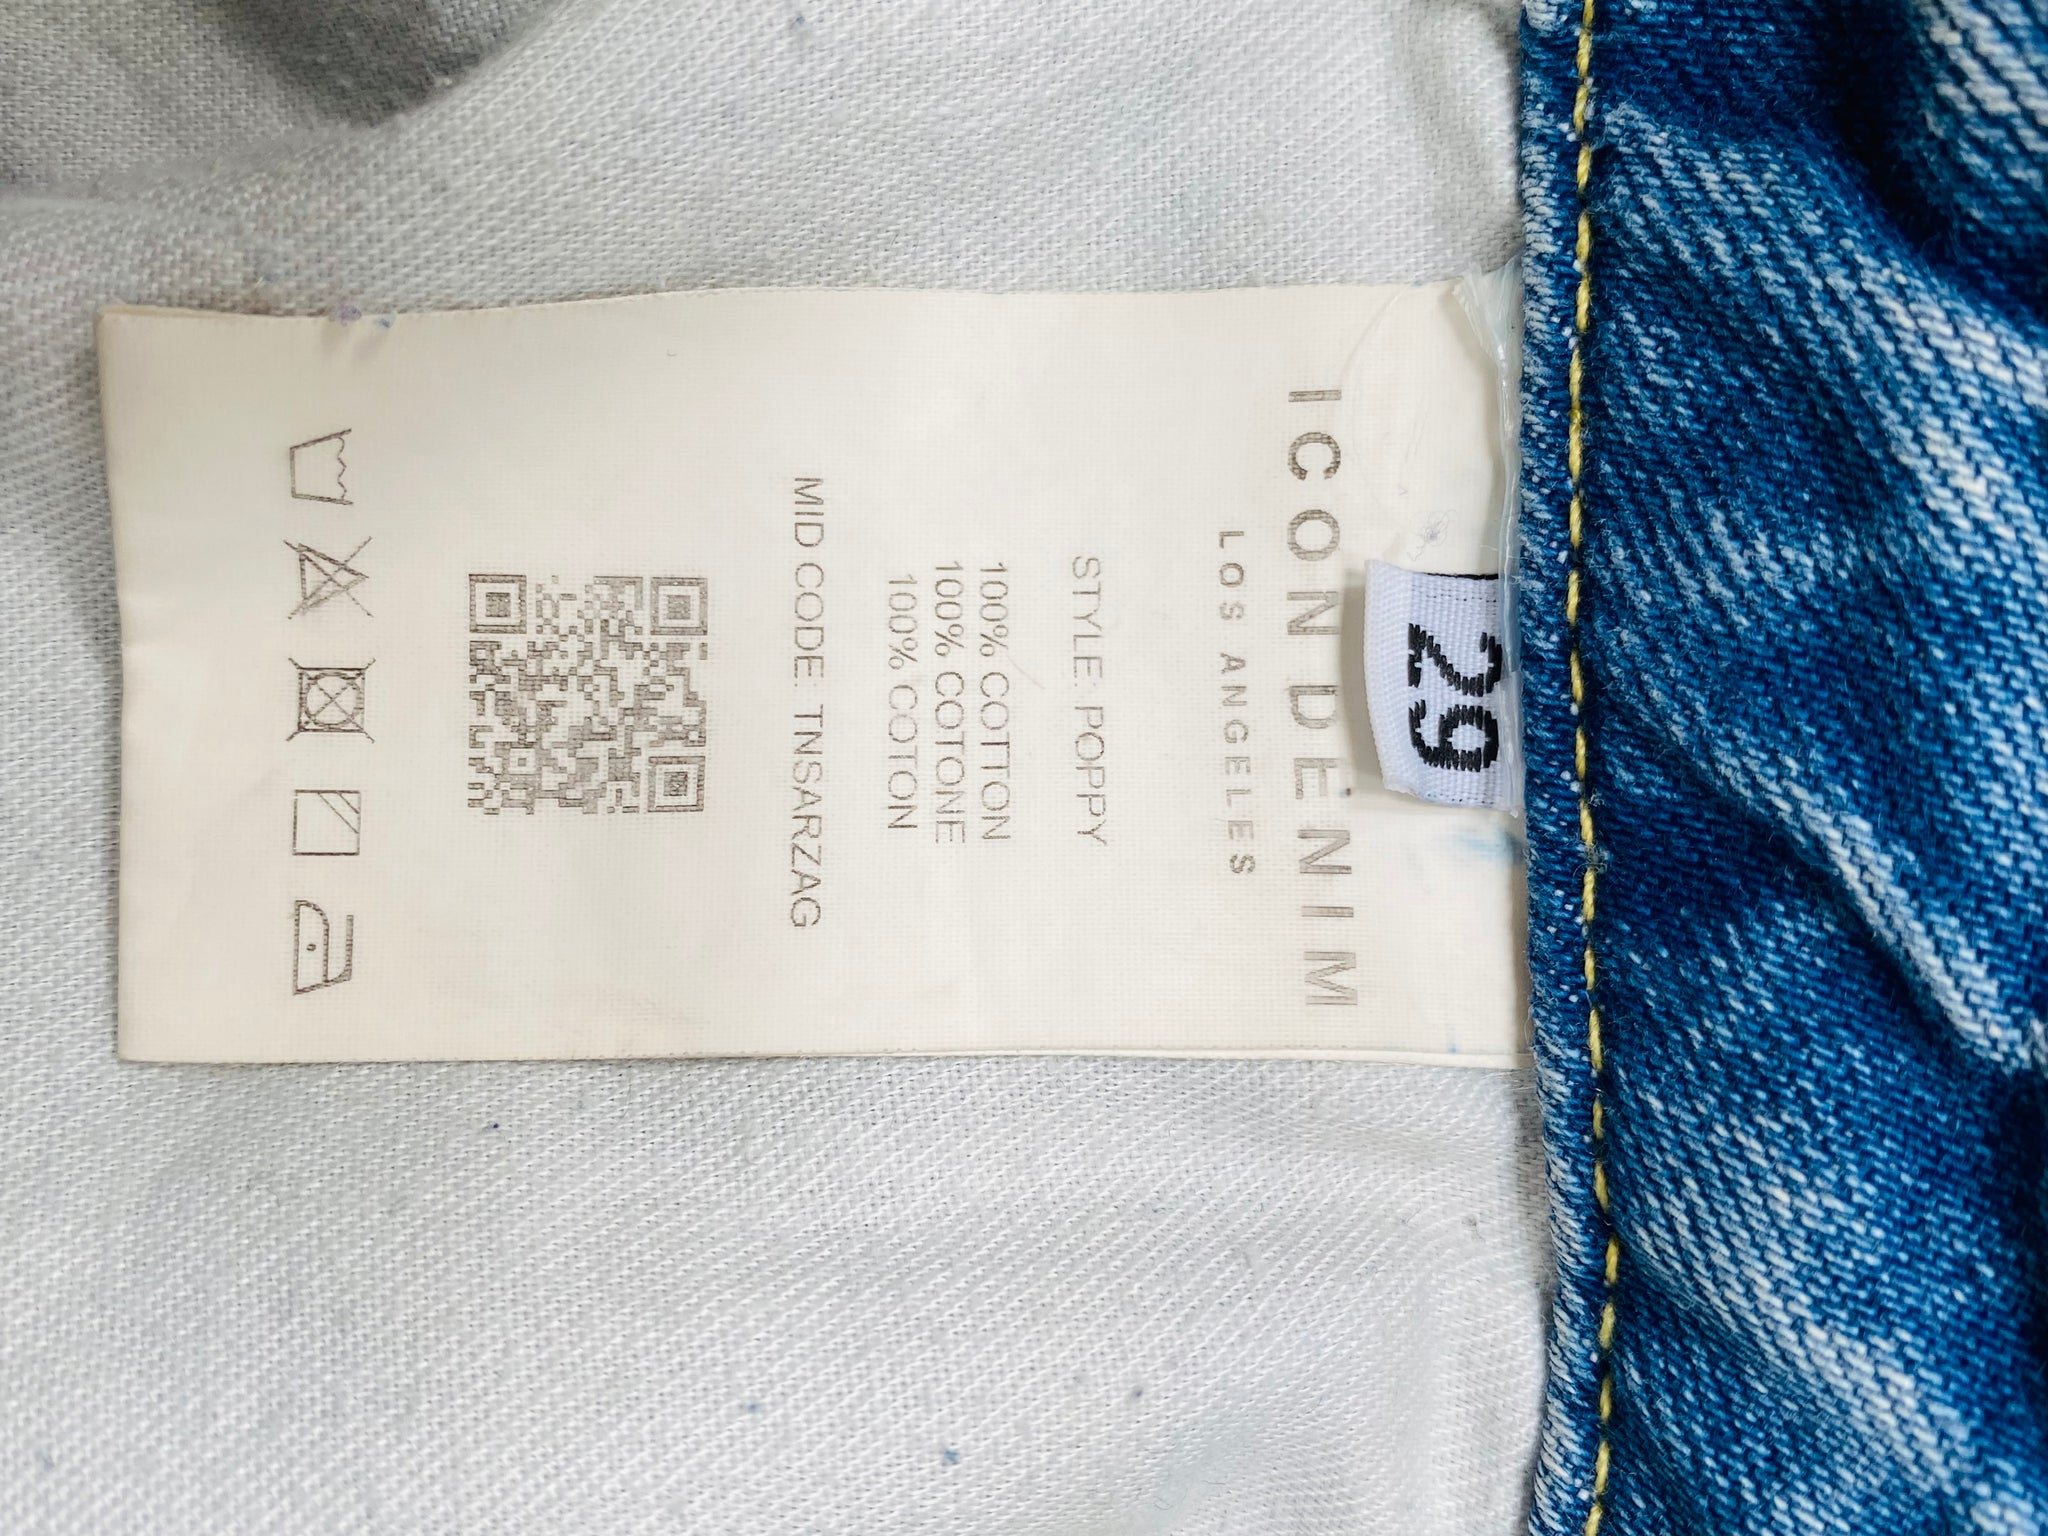 29
ICON DENIM
LOS ANGELES
STYLE: POPPY
100% COTTON
100% COTONE
100% COTON
MID CODE: TNSARZAG